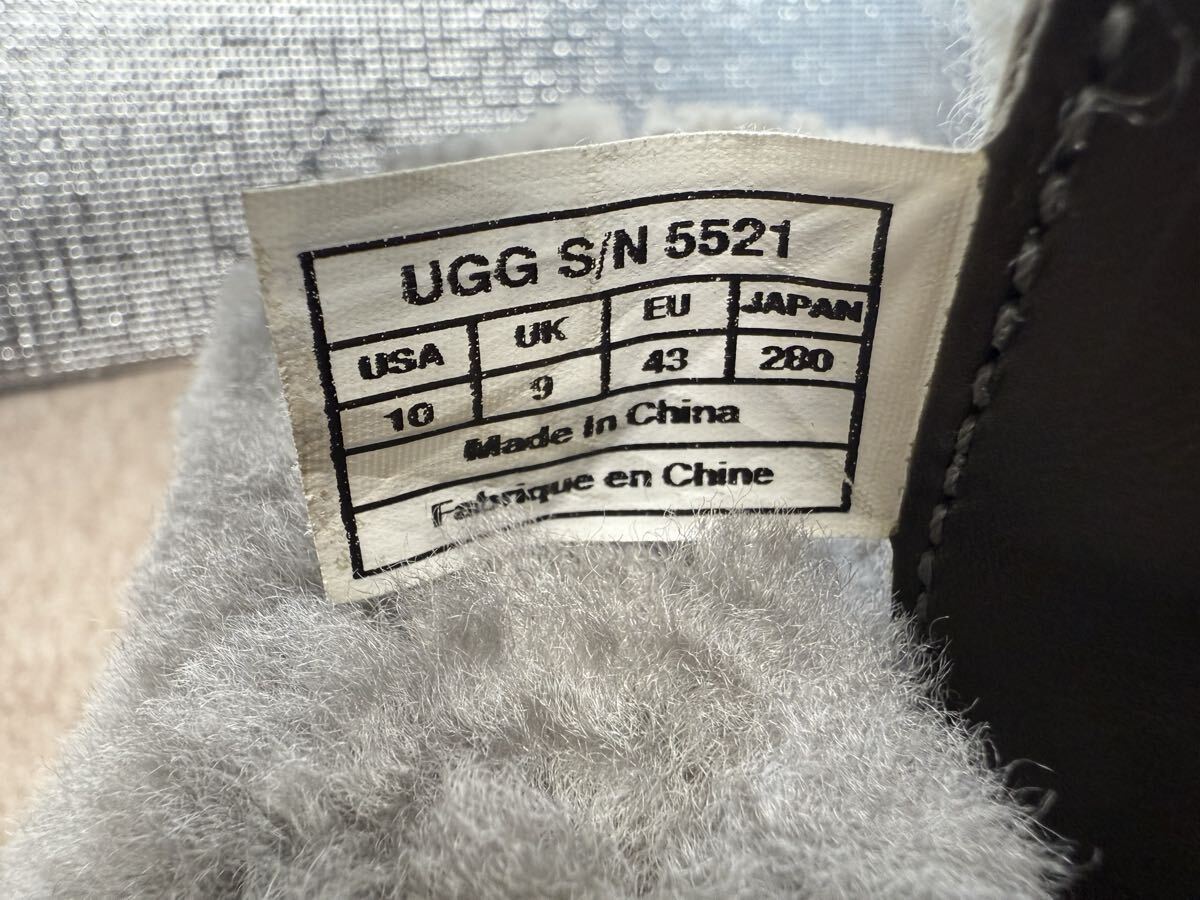 UGG S/N 5521
USA UK EU JAPAN
10 9 43 280
Made In China
Fabrique en Chine